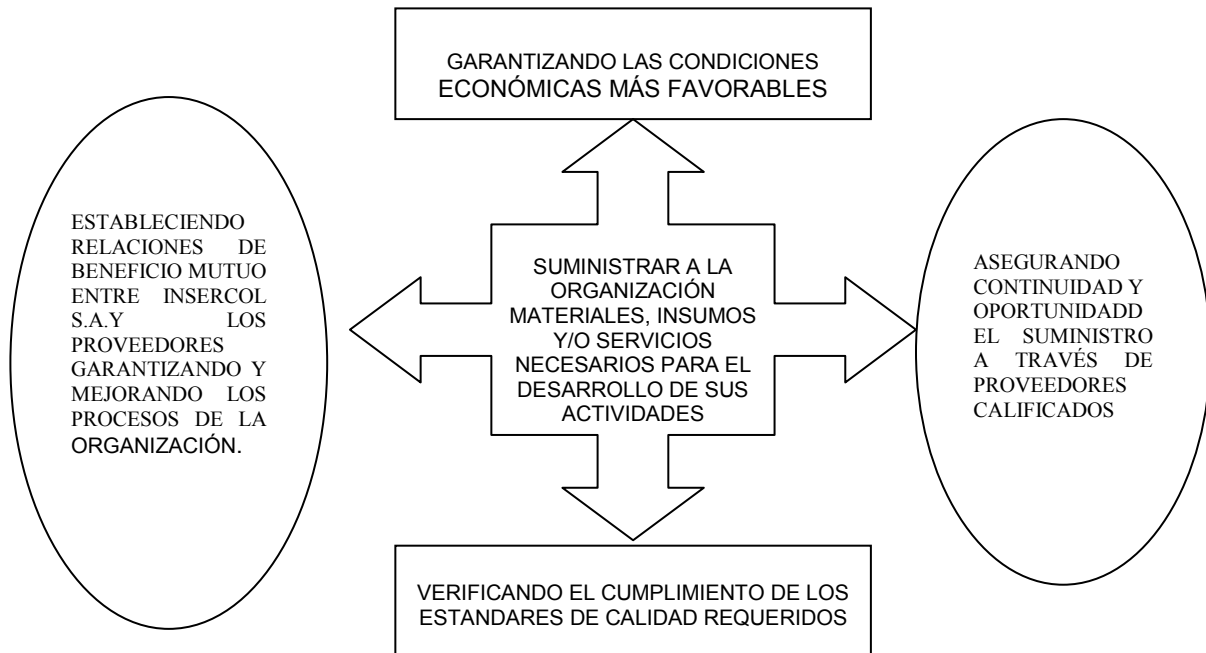 GARANTIZANDO LAS CONDICIONES
ECONÓMICAS MÁS FAVORABLES
ESTABLECIENDO
RELACIONES DE
BENEFICIO MUTUO
ENTRE INSERCOL
S.A.Y LOS
PROVEEDORES
GARANTIZANDO Y
MEJORANDO LOS
PROCESOS DE LA
ORGANIZACIÓN.
SUMINISTRAR A LA
ORGANIZACIÓN
MATERIALES, INSUMOS
Y/O SERVICIOS
NECESARIOS PARA EL
DESARROLLO DE SUS
ACTIVIDADES
ASEGURANDO
CONTINUIDAD Y
OPORTUNIDADD
EL SUMINISTRO
A TRAVÉS DE
PROVEEDORES
CALIFICADOS
VERIFICANDO EL CUMPLIMIENTO DE LOS
ESTANDARES DE CALIDAD REQUERIDOS